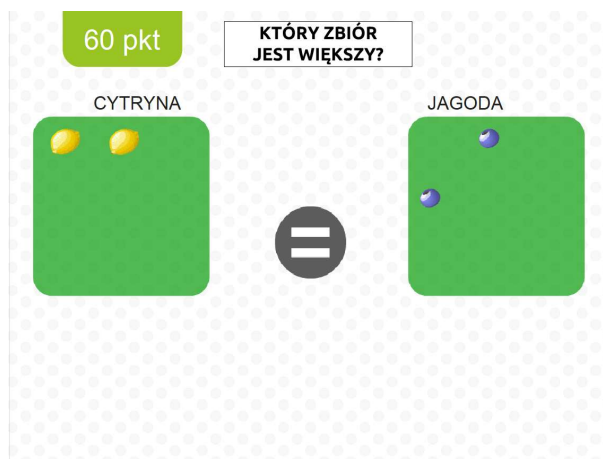 60 pkt
KTÓRY ZBIÓR
JEST WIĘKSZY?
CYTRYNA
JAGODA
=